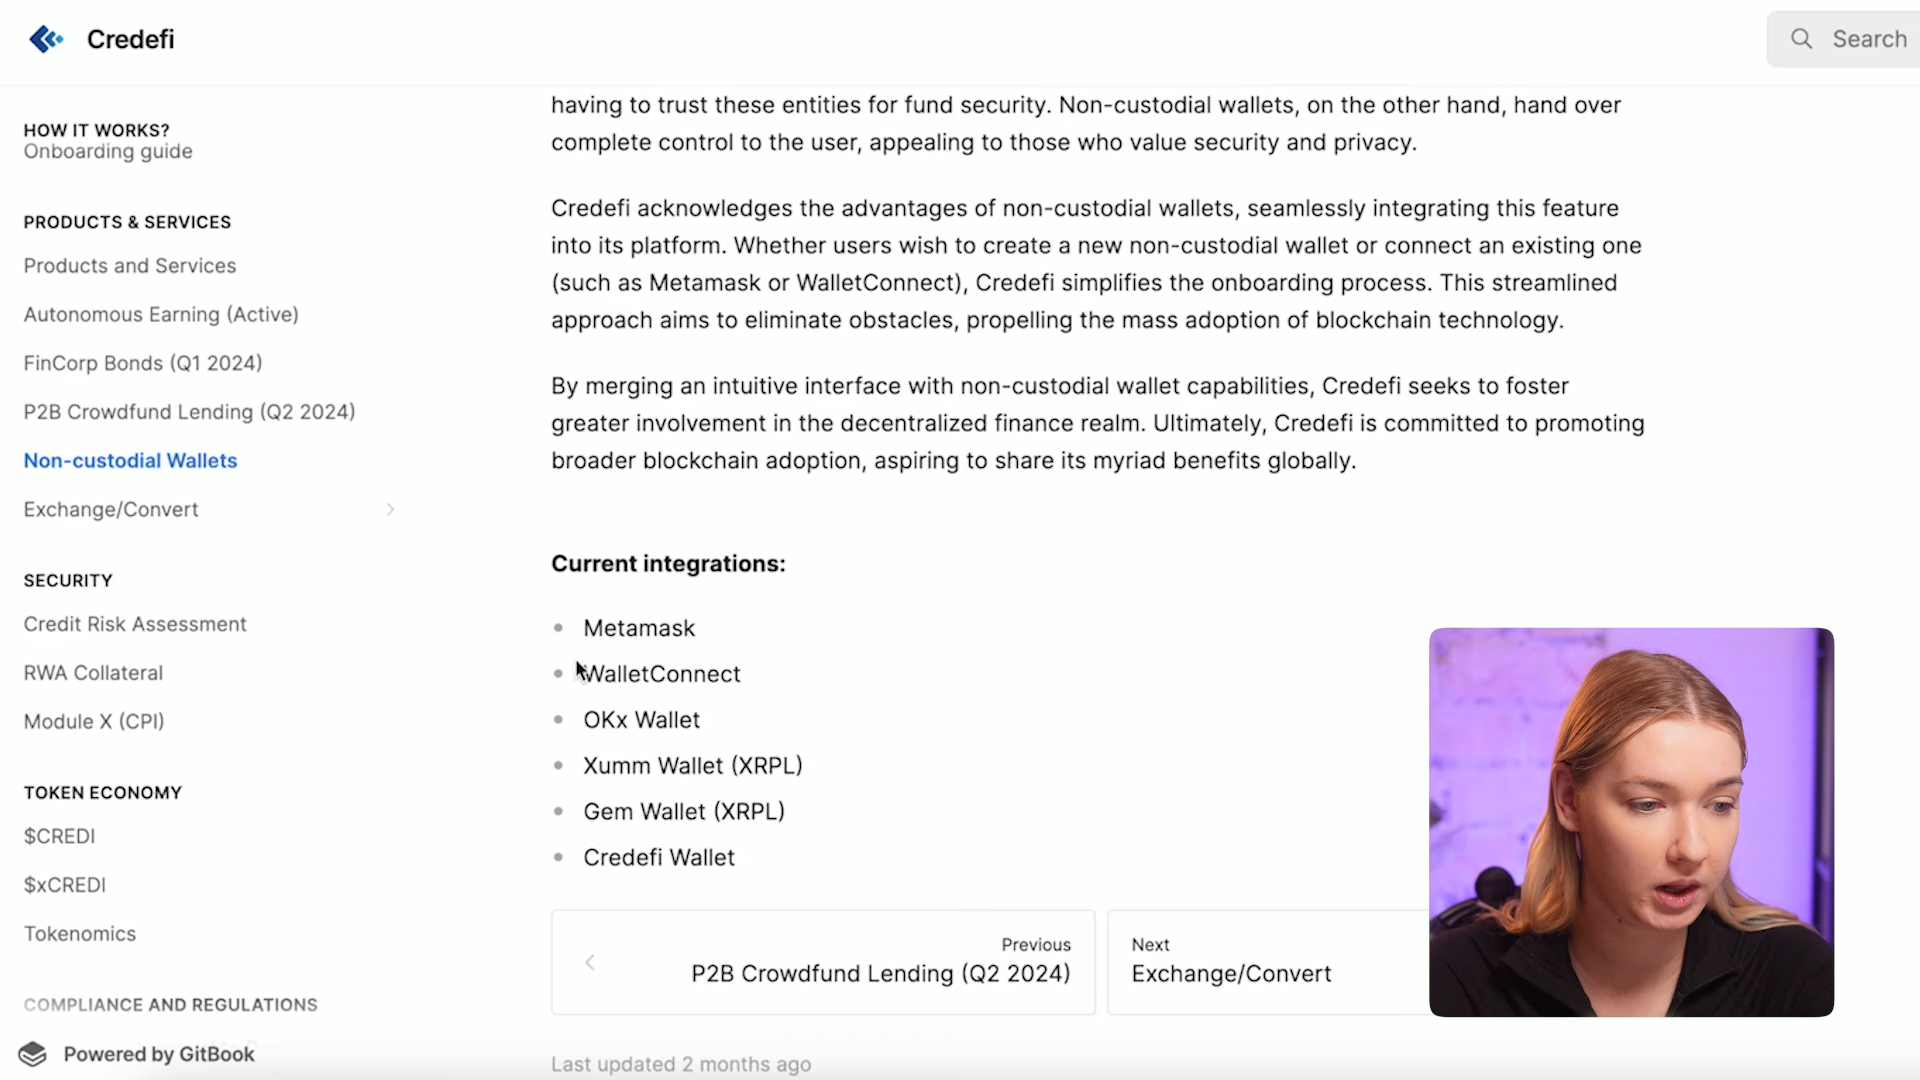 Credefi
Search
HOW IT WORKS?
Onboarding guide
PRODUCTS & SERVICES
Products and Services
Autonomous Earning (Active)
FinCorp Bonds (Q1 2024)
P2B Crowdfund Lending (Q2 2024)
Non-custodial Wallets
Exchange/Convert
SECURITY
Credit Risk Assessment
RWA Collateral
Module X (CPI)
TOKEN ECONOMY
$CREDI
$xCREDI
Tokenomics
COMPLIANCE AND REGULATIONS
Powered by GitBook
having to trust these entities for fund security. Non-custodial wallets, on the other hand, hand over
complete control to the user, appealing to those who value security and privacy.
Credefi acknowledges the advantages of non-custodial wallets, seamlessly integrating this feature
into its platform. Whether users wish to create a new non-custodial wallet or connect an existing one
(such as Metamask or WalletConnect), Credefi simplifies the onboarding process. This streamlined
approach aims to eliminate obstacles, propelling the mass adoption of blockchain technology.
By merging an intuitive interface with non-custodial wallet capabilities, Credefi seeks to foster
greater involvement in the decentralized finance realm. Ultimately, Credefi is committed to promoting
broader blockchain adoption, aspiring to share its myriad benefits globally.
Current integrations:
Metamask
WalletConnect
OKx Wallet
Xumm Wallet (XRPL)
Gem Wallet (XRPL)
Credefi Wallet
Previous
P2B Crowdfund Lending (Q2 2024)
Next
Exchange/Convert
Last updated 2 months ago